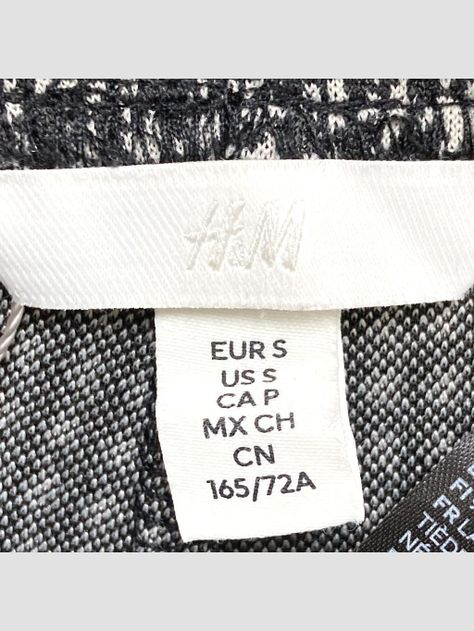 H&M
EUR S
US S
CA P
MX CH
CN
165/72A